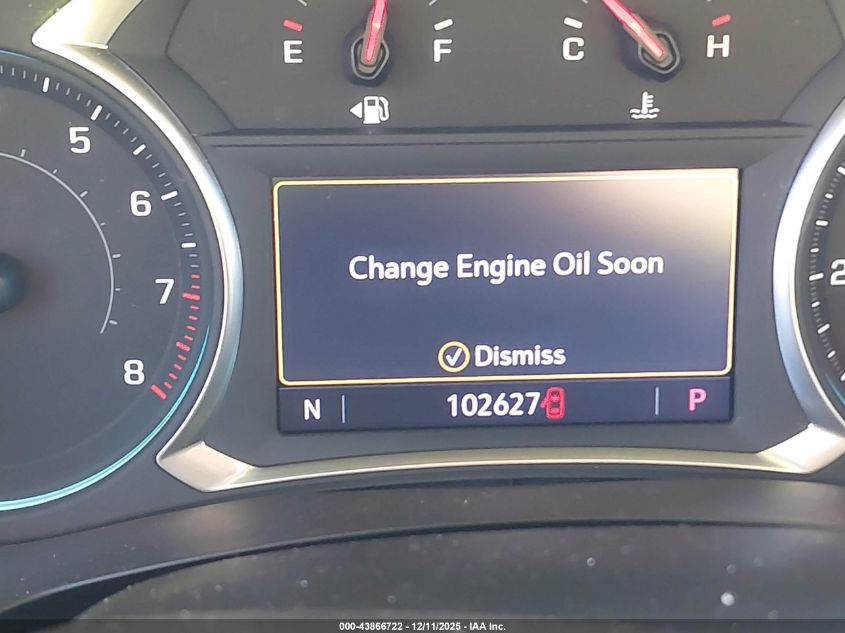 E F C H
5
6
7
8
2
Change Engine Oil Soon
Dismiss
N 102627 P
000-43866722 - 12/11/2025 - IAA Inc.